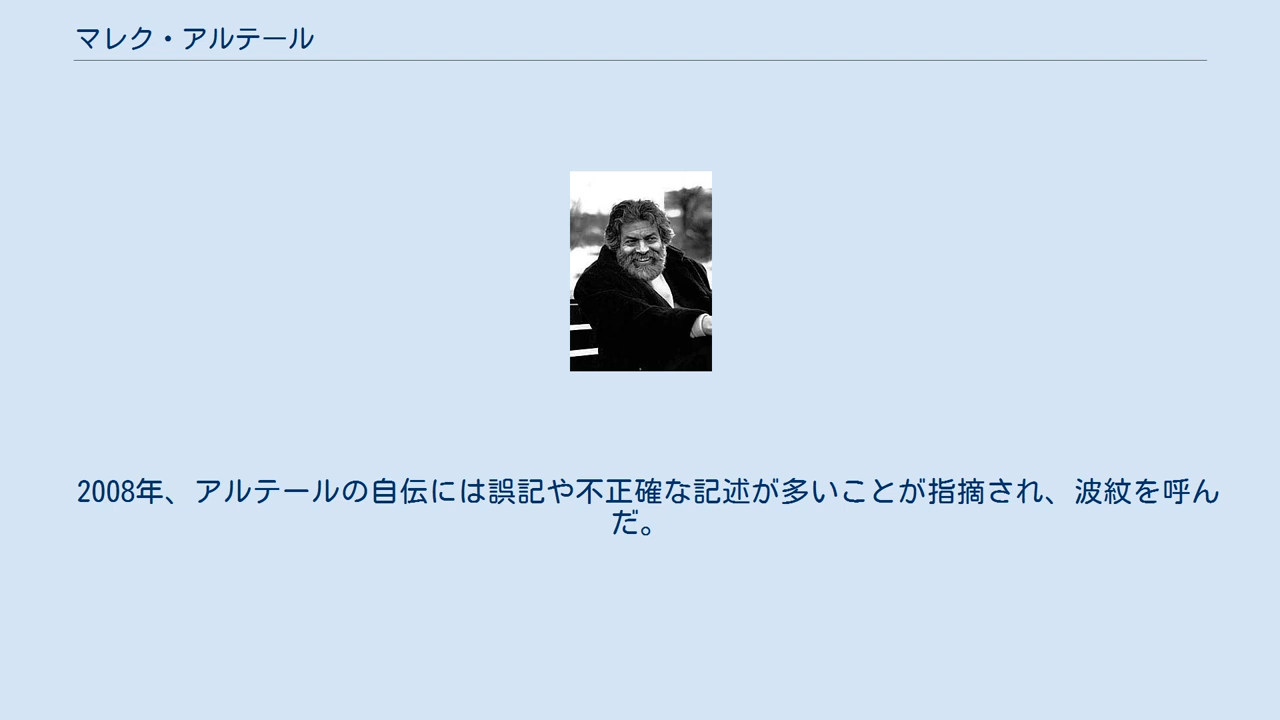 マレク・アルテール
2008年、アルテールの自伝には誤記や不正確な記述が多いことが指摘され、波紋を呼ん
だ。